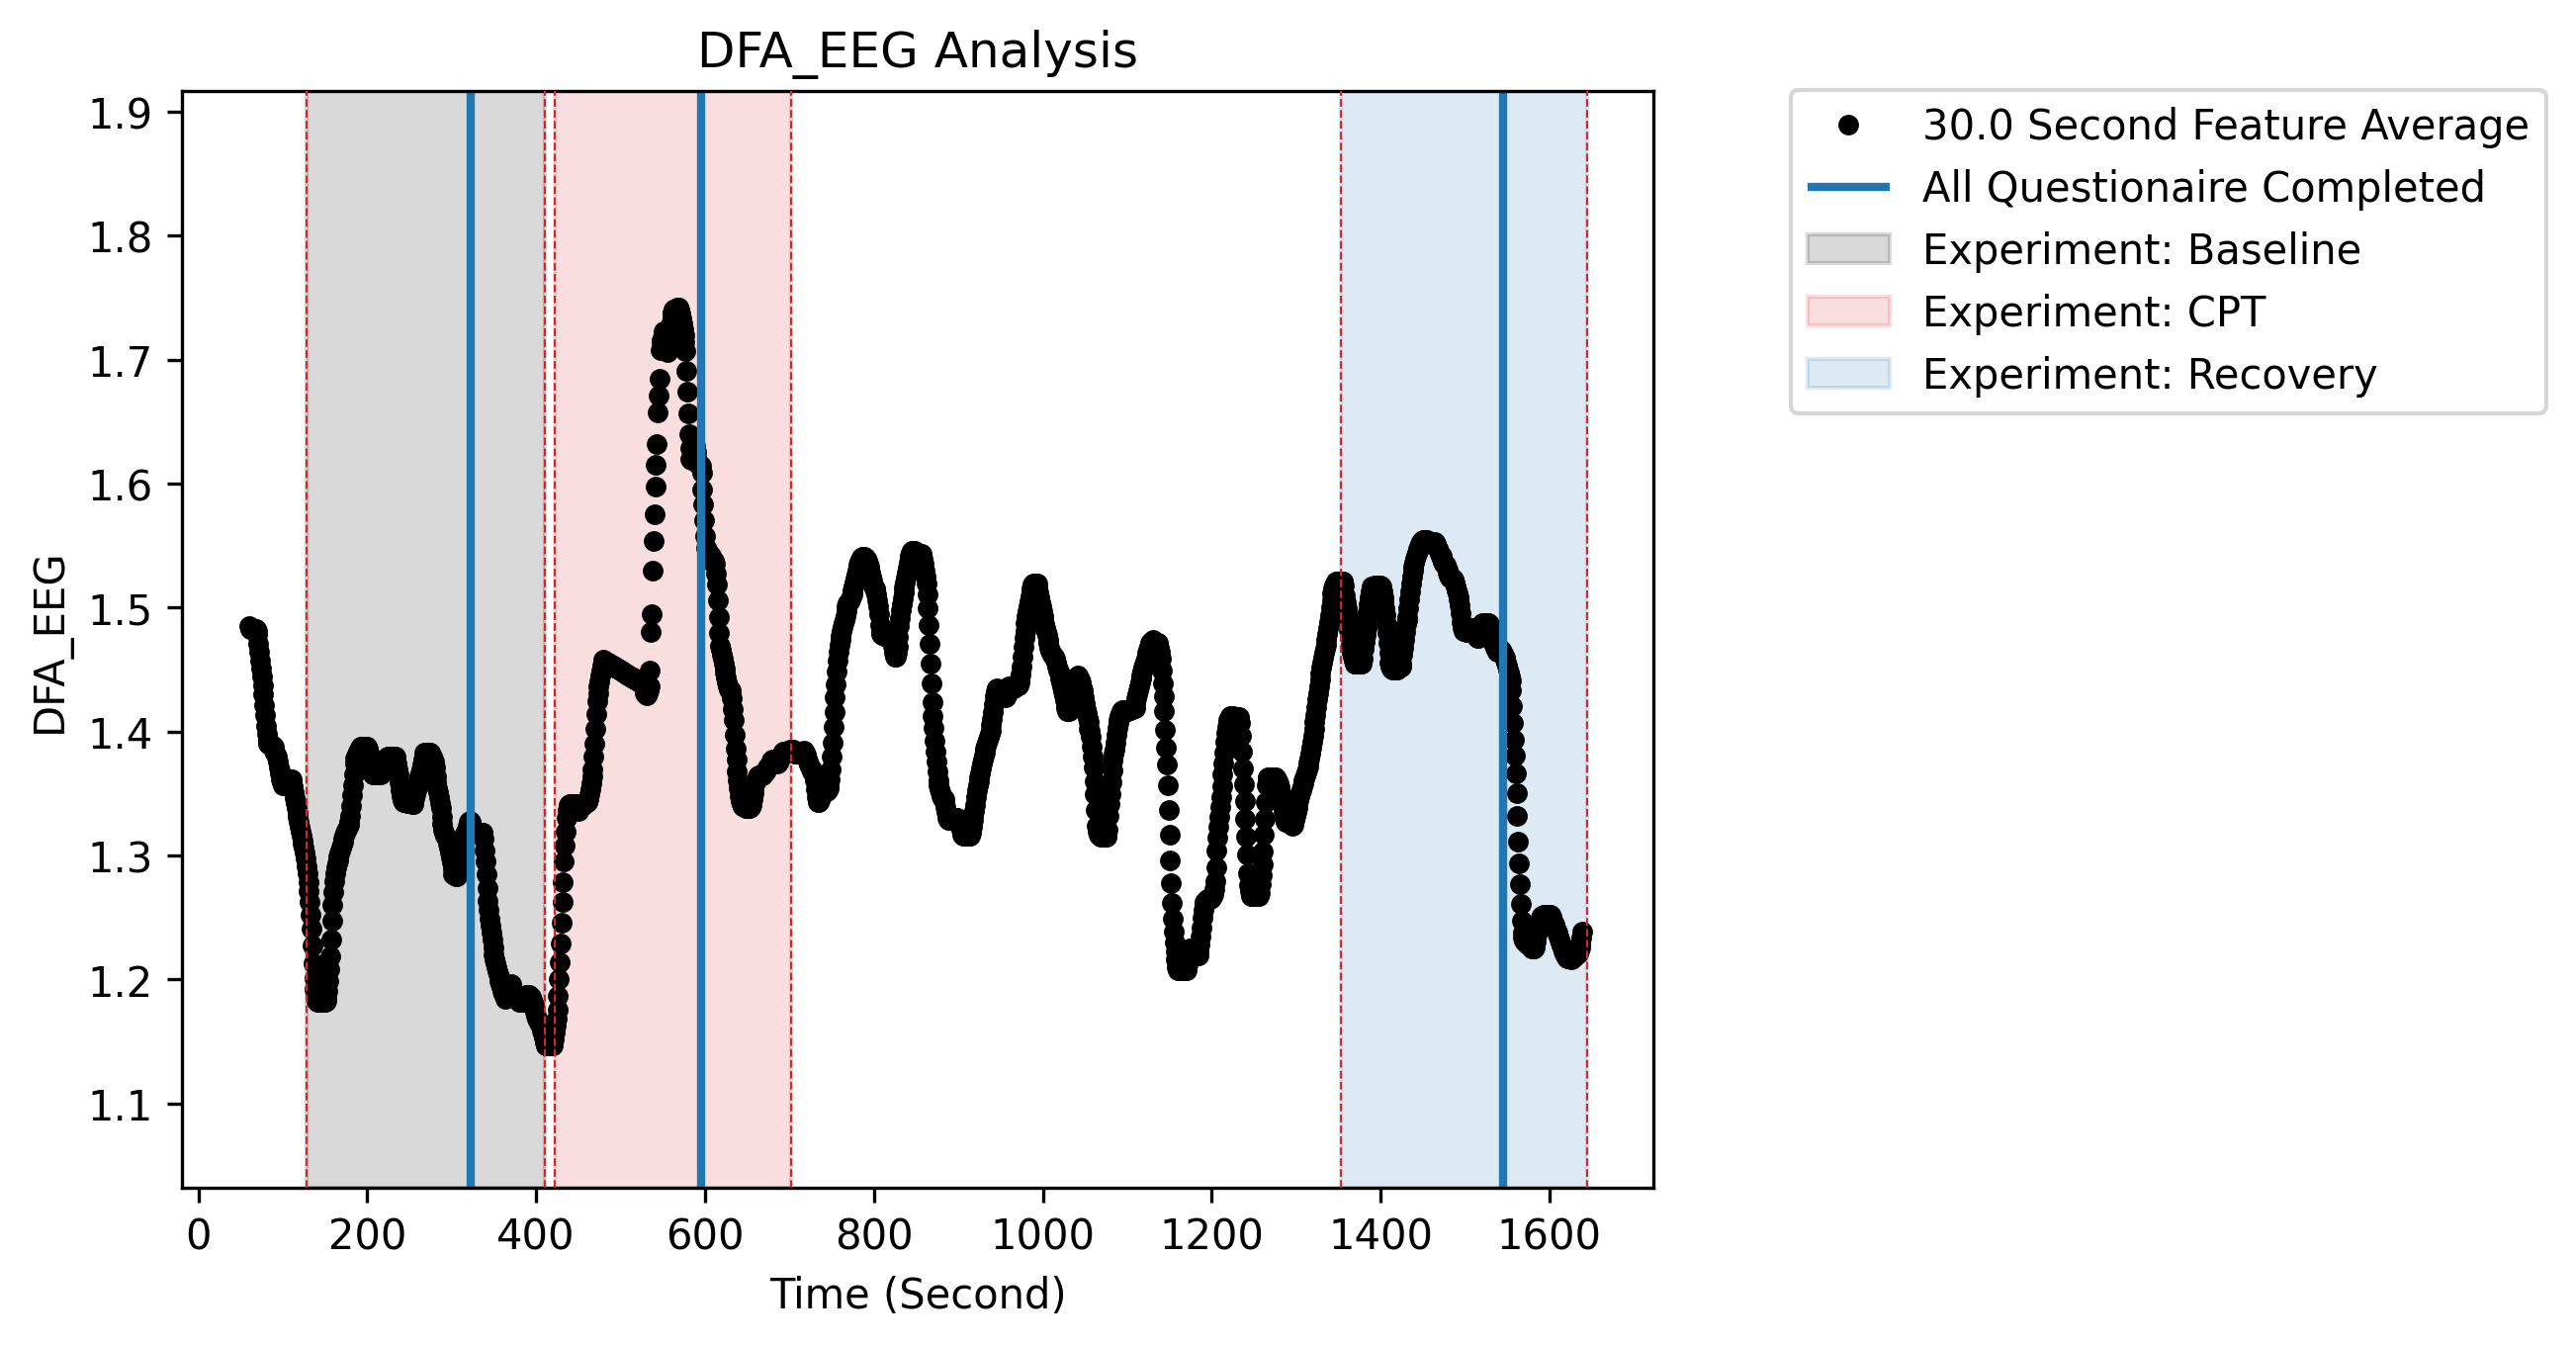 DFA_EEG Analysis
1.9
1.8
1.7
1.6
1.5
1.4
1.3
1.2
1.1
DFA_EEG
0 200 400 600 800 1000 1200 1400 1600
Time (Second)
30.0 Second Feature Average
All Questionaire Completed
Experiment: Baseline
Experiment: CPT
Experiment: Recovery